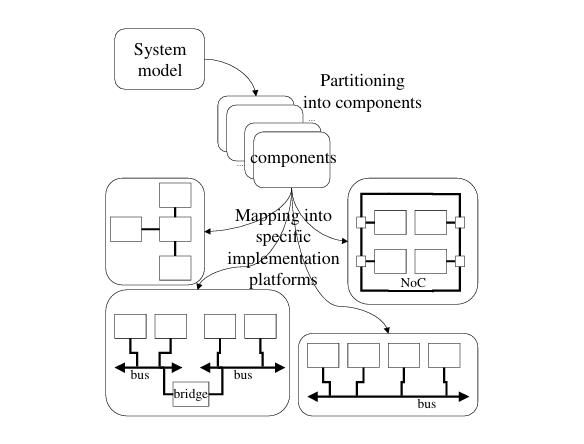 System
model
Partitioning
into components
...
components
...
Mapping into
specific
implementation
platforms
NoC
bus
bus
bridge
bus